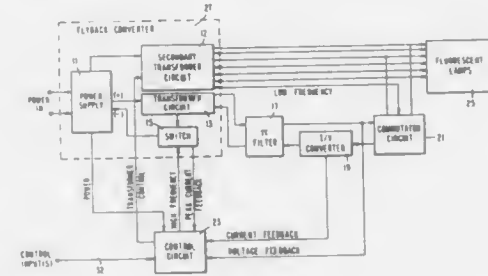 27
FLYBACK CONVERTER
12
SECONDARY
TRANSFORMER
CIRCUIT
FLUORESCENT
LAMPS
25
11
POWER
SUPPLY
POWER
IN
(+)
(-)
TRANSFORMER
CIRCUIT
13
15
SWITCH
LOW FREQUENCY
17
FILTER
I/V
CONVERTER
19
COMMUTATOR
CIRCUIT
21
POWER
TRANSFORMER
CONTROL
HIGH FREQUENCY
PEAK CURRENT
FEEDBACK
23
CURRENT FEEDBACK
VOLTAGE FEEDBACK
CONTROL
CIRCUIT
CONTROL
INPUT(S)
52